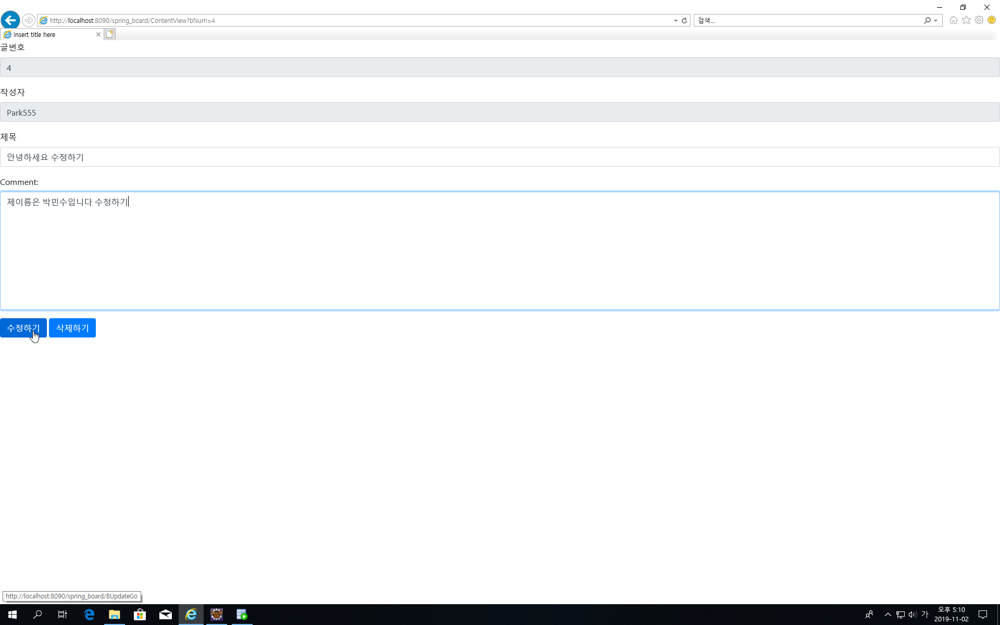 http://localhost:8090/spring_board/ContentView?bNum=4
검색...
Insert title here
글번호
4
작성자
Park555
제목
안녕하세요 수정하기
Comment:
제이름은 박민수입니다 수정하기
수정하기 삭제하기
http://localhost:8090/spring_board/BUpdateGo
가
오후 5:10
2019-11-02